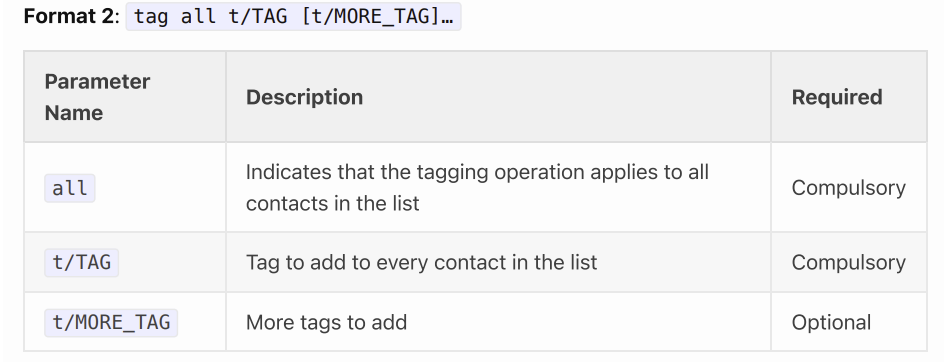 Format 2: tag all t/TAG [t/MORE_TAG]…
Parameter Name Description Required
all Indicates that the tagging operation applies to all contacts in the list Compulsory
t/TAG Tag to add to every contact in the list Compulsory
t/MORE_TAG More tags to add Optional